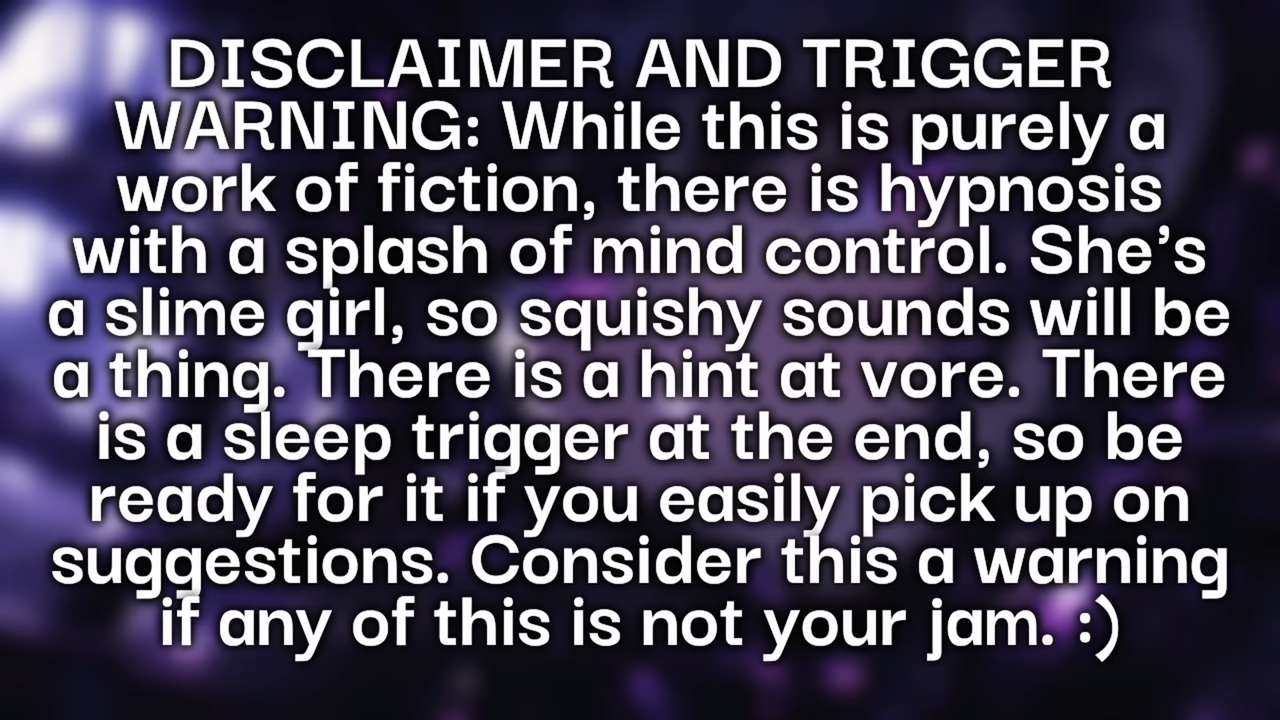 DISCLAIMER AND TRIGGER
WARNING: While this is purely a
work of fiction, there is hypnosis
with a splash of mind control. She’s
a slime girl, so squishy sounds will be
a thing. There is a hint at vore. There
is a sleep trigger at the end, so be
ready for it if you easily pick up on
suggestions. Consider this a warning
if any of this is not your jam. :)